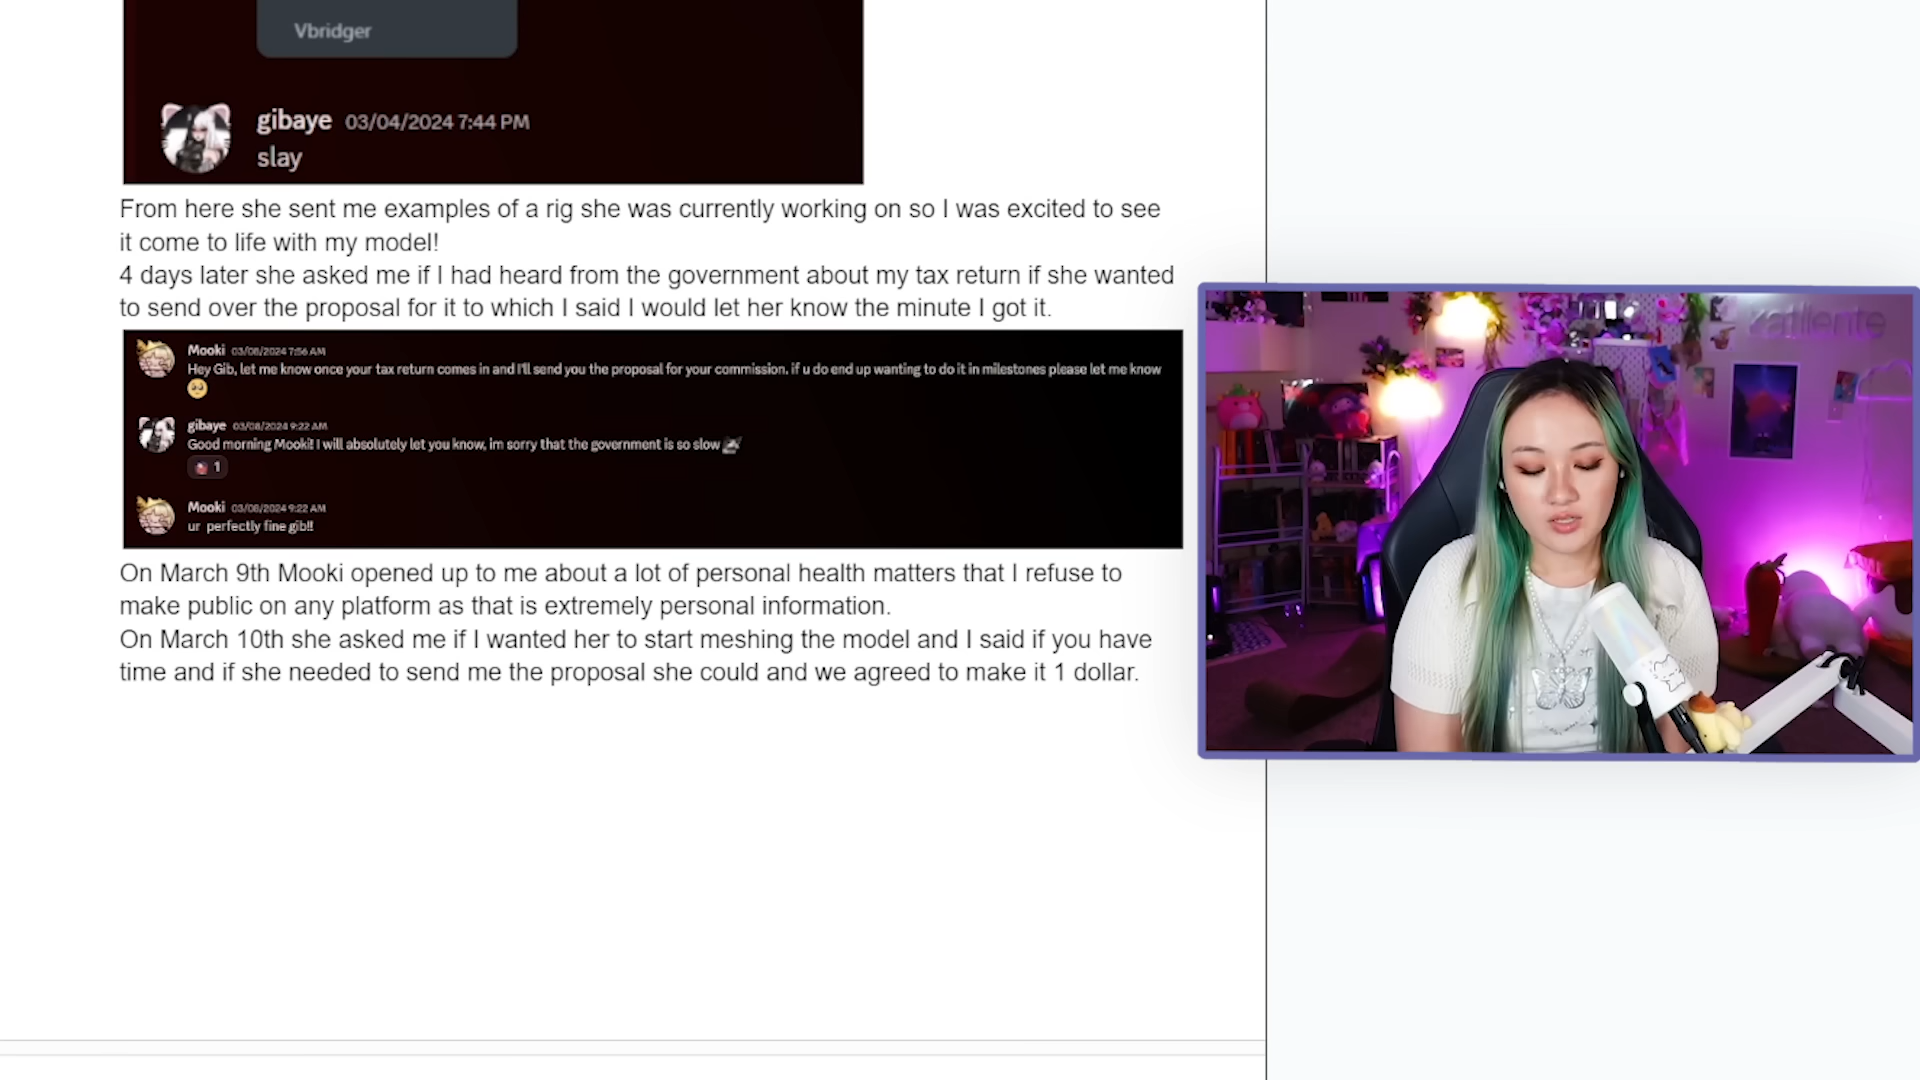 Vbridger
gibaye 03/04/2024 7:44 PM
slay
From here she sent me examples of a rig she was currently working on so I was excited to see
it come to life with my model!
4 days later she asked me if I had heard from the government about my tax return if she wanted
to send over the proposal for it to which I said I would let her know the minute I got it.
Mooki 03/08/2024 7:56 AM
Hey Gib, let me know once your tax return comes in and I'll send you the proposal for your commission, if u do end up wanting to do it in milestones please let me know
gibaye 03/08/2024 9:22 AM
Good morning Mooki! I will absolutely let you know, im sorry that the government is so slow
1
Mooki 03/08/2024 9:22 AM
ur perfectly fine gib!!
On March 9th Mooki opened up to me about a lot of personal health matters that I refuse to
make public on any platform as that is extremely personal information.
On March 10th she asked me if I wanted her to start meshing the model and I said if you have
time and if she needed to send me the proposal she could and we agreed to make it 1 dollar.